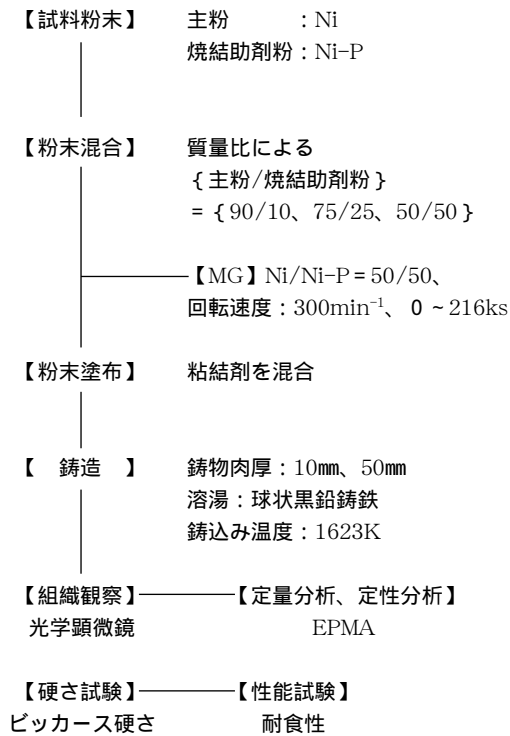 【試料粉末】 主粉 :Ni
焼結助剤粉:Ni-P
【粉末混合】 質量比による
{主粉/焼結助剤粉}
={90/10、75/25、50/50}
【MG】Ni/Ni-P=50/50、
回転速度:300min⁻¹、0~216ks
【粉末塗布】 粘結剤を混合
【 鋳造 】 鋳物肉厚:10㎜、50㎜
溶湯:球状黒鉛鋳鉄
鋳込み温度:1623K
【組織観察】 【定量分析、定性分析】
光学顕微鏡 EPMA
【硬さ試験】 【性能試験】
ビッカース硬さ 耐食性